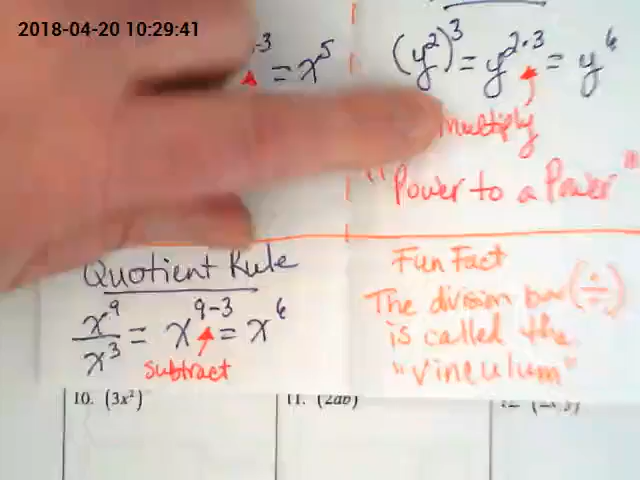 2018-04-20 10:29:41
= x⁵
(y²)³ = y²·³ = y⁶
multiply
"Power to a Power"
Quotient Rule
x⁹/x³ = x⁹⁻³ = x⁶
subtract
Fun Fact
The division bar (÷)
is called the
"vinculum"
10. (3x²)
11. (2ab)